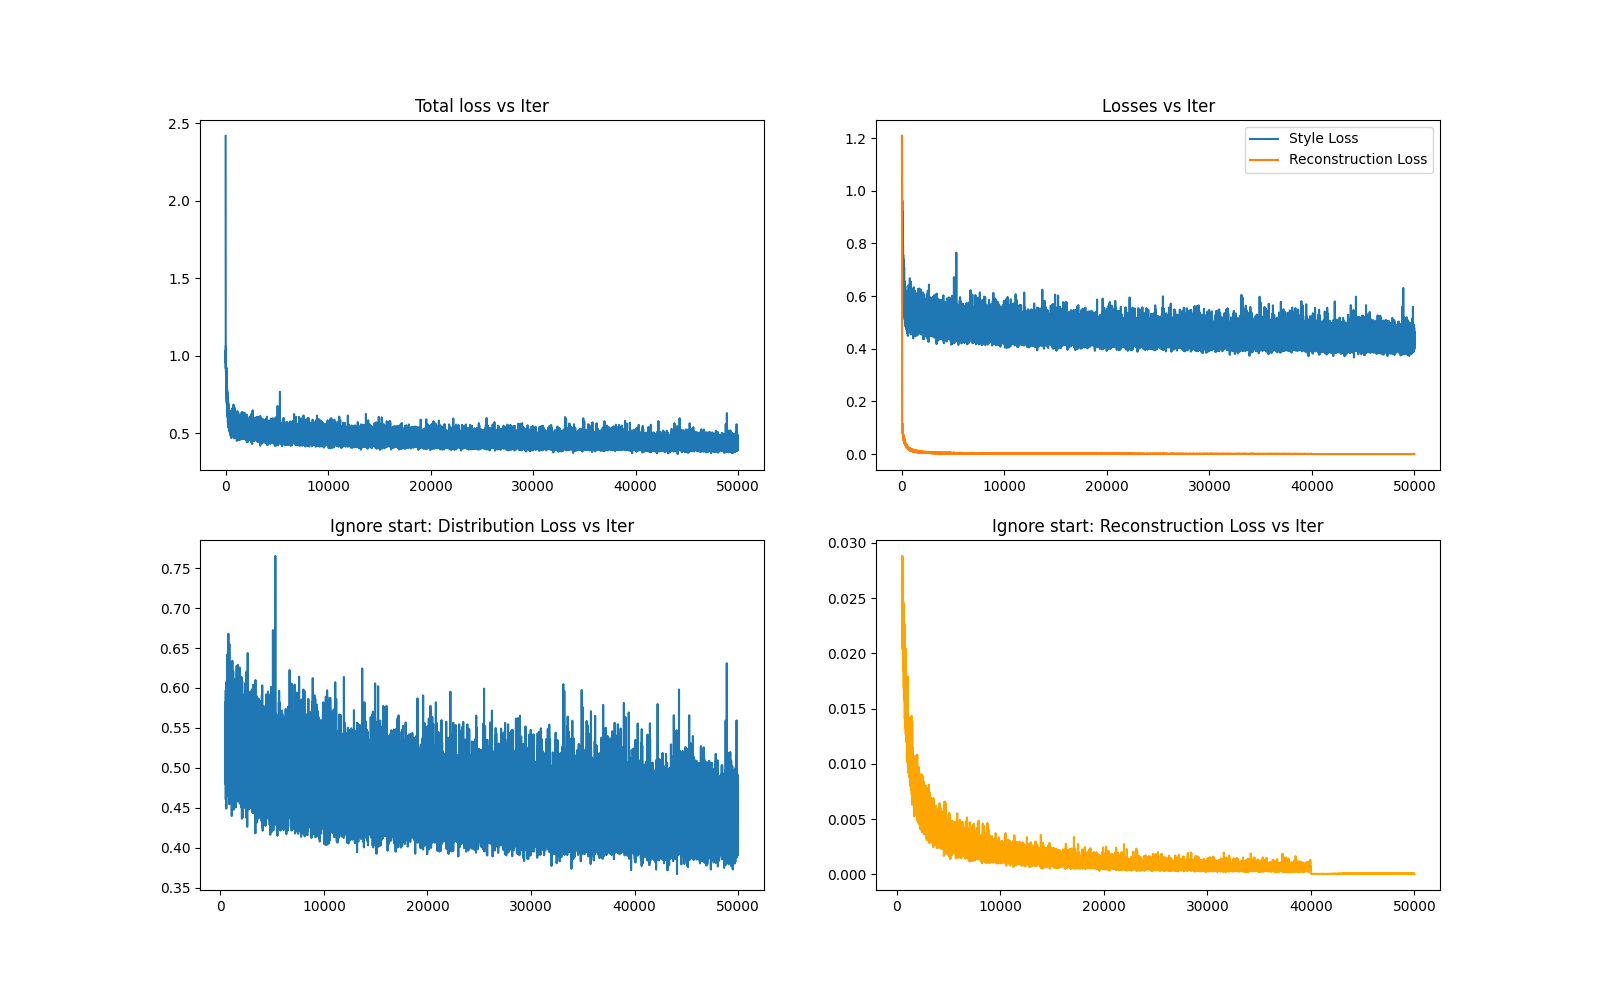 Total loss vs Iter
2.5
2.0
1.5
1.0
0.5
0 10000 20000 30000 40000 50000
Losses vs Iter
Style Loss
Reconstruction Loss
1.2
1.0
0.8
0.6
0.4
0.2
0.0
0 10000 20000 30000 40000 50000
Ignore start: Distribution Loss vs Iter
0.75
0.70
0.65
0.60
0.55
0.50
0.45
0.40
0.35
0 10000 20000 30000 40000 50000
Ignore start: Reconstruction Loss vs Iter
0.030
0.025
0.020
0.015
0.010
0.005
0.000
0 10000 20000 30000 40000 50000